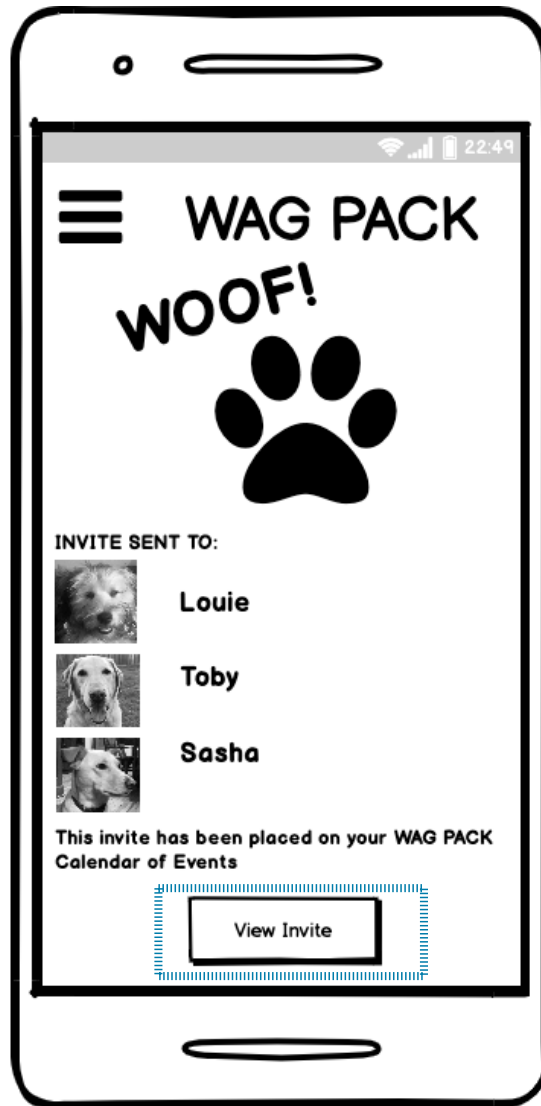 22:49
WAG PACK
WOOF!
INVITE SENT TO:
Louie
Toby
Sasha
This invite has been placed on your WAG PACK
Calendar of Events
View Invite